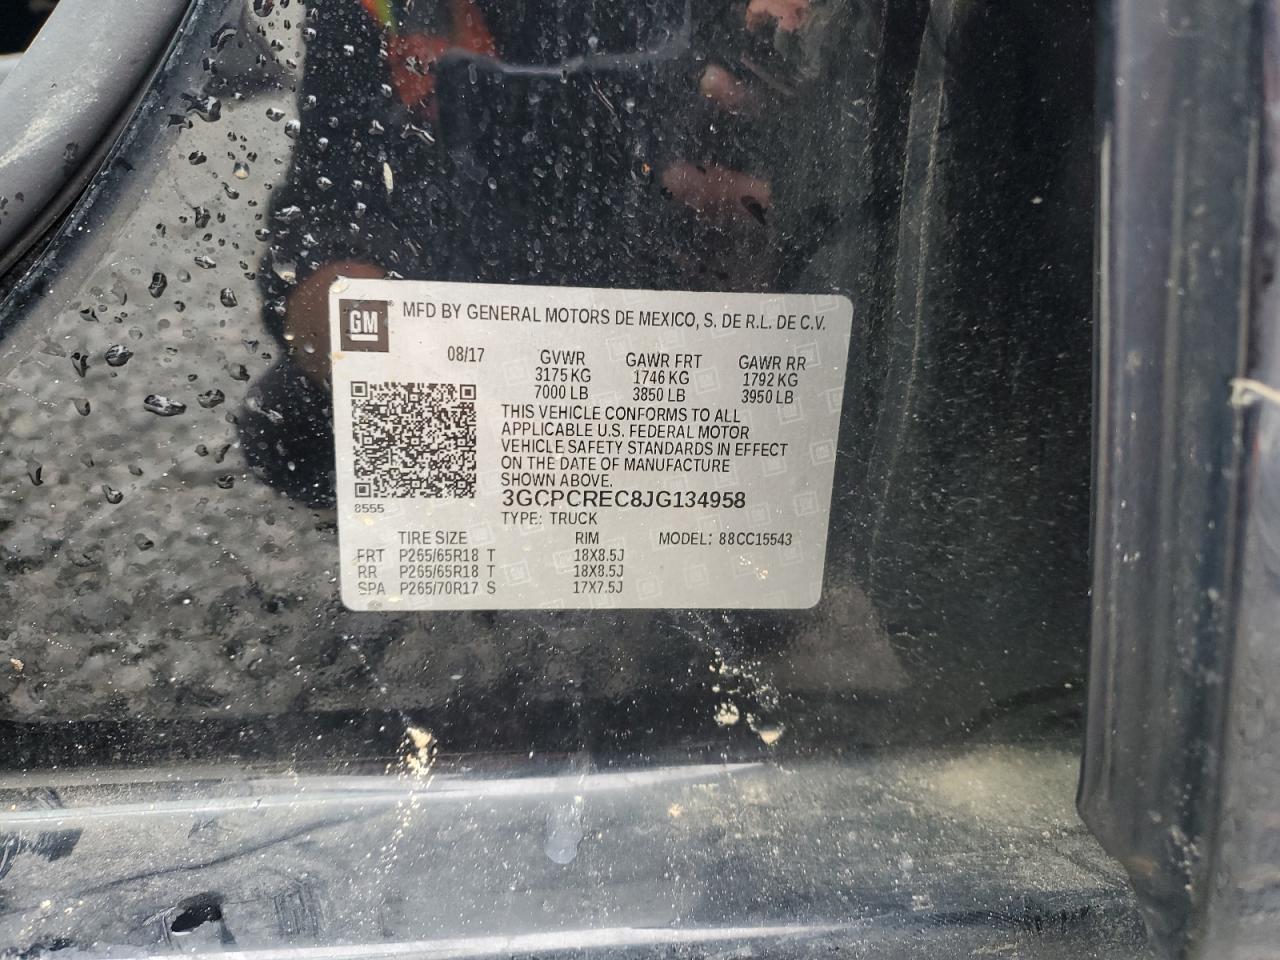 GM
MFD BY GENERAL MOTORS DE MEXICO, S. DE R.L. DE C.V.
08/17 GVWR GAWR FRT GAWR RR
3175 KG 1746 KG 1792 KG
7000 LB 3850 LB 3950 LB
THIS VEHICLE CONFORMS TO ALL
APPLICABLE U.S. FEDERAL MOTOR
VEHICLE SAFETY STANDARDS IN EFFECT
ON THE DATE OF MANUFACTURE
SHOWN ABOVE.
8555 3GCPCREC8JG134958
TYPE: TRUCK
TIRE SIZE RIM MODEL: 88CC15543
FRT P265/65R18 T 18X8.5J
RR P265/65R18 T 18X8.5J
SPA P265/70R17 S 17X7.5J